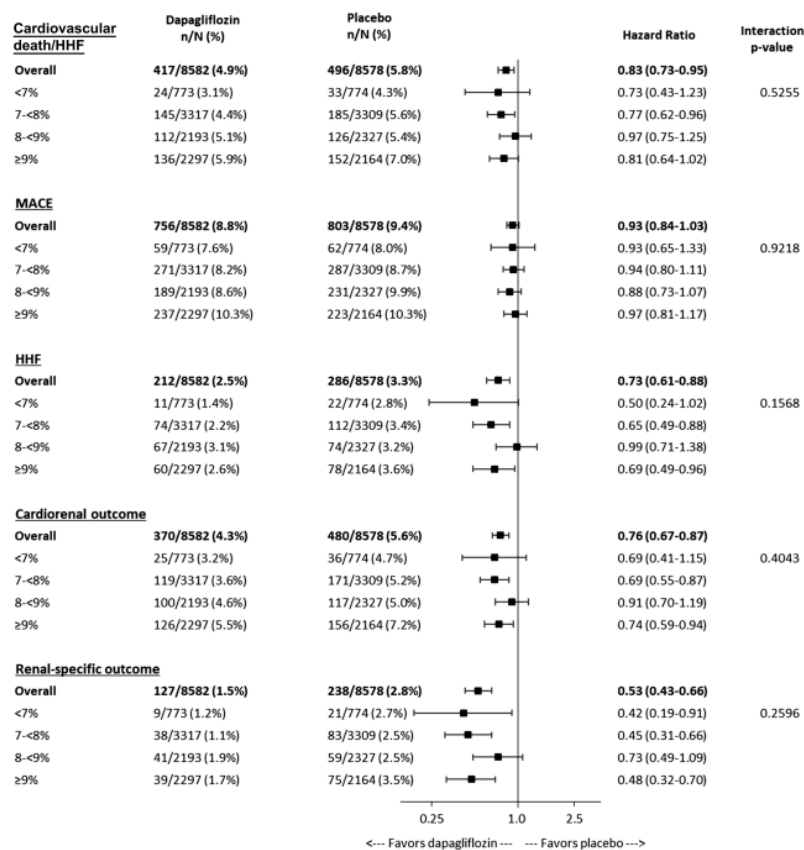 Cardiovascular death/HHF Dapagliflozin n/N (%) Placebo n/N (%) Hazard Ratio Interaction p-value
Overall 417/8582 (4.9%) 496/8578 (5.8%) 0.83 (0.73-0.95)
<7% 24/773 (3.1%) 33/774 (4.3%) 0.73 (0.43-1.23) 0.5255
7-<8% 145/3317 (4.4%) 185/3309 (5.6%) 0.77 (0.62-0.96)
8-<9% 112/2193 (5.1%) 126/2327 (5.4%) 0.97 (0.75-1.25)
≥9% 136/2297 (5.9%) 152/2164 (7.0%) 0.81 (0.64-1.02)
MACE
Overall 756/8582 (8.8%) 803/8578 (9.4%) 0.93 (0.84-1.03)
<7% 59/773 (7.6%) 62/774 (8.0%) 0.93 (0.65-1.33) 0.9218
7-<8% 271/3317 (8.2%) 287/3309 (8.7%) 0.94 (0.80-1.11)
8-<9% 189/2193 (8.6%) 231/2327 (9.9%) 0.88 (0.73-1.07)
≥9% 237/2297 (10.3%) 223/2164 (10.3%) 0.97 (0.81-1.17)
HHF
Overall 212/8582 (2.5%) 286/8578 (3.3%) 0.73 (0.61-0.88)
<7% 11/773 (1.4%) 22/774 (2.8%) 0.50 (0.24-1.02) 0.1568
7-<8% 74/3317 (2.2%) 112/3309 (3.4%) 0.65 (0.49-0.88)
8-<9% 67/2193 (3.1%) 74/2327 (3.2%) 0.99 (0.71-1.38)
≥9% 60/2297 (2.6%) 78/2164 (3.6%) 0.69 (0.49-0.96)
Cardiorenal outcome
Overall 370/8582 (4.3%) 480/8578 (5.6%) 0.76 (0.67-0.87)
<7% 25/773 (3.2%) 36/774 (4.7%) 0.69 (0.41-1.15) 0.4043
7-<8% 119/3317 (3.6%) 171/3309 (5.2%) 0.69 (0.55-0.87)
8-<9% 100/2193 (4.6%) 117/2327 (5.0%) 0.91 (0.70-1.19)
≥9% 126/2297 (5.5%) 156/2164 (7.2%) 0.74 (0.59-0.94)
Renal-specific outcome
Overall 127/8582 (1.5%) 238/8578 (2.8%) 0.53 (0.43-0.66)
<7% 9/773 (1.2%) 21/774 (2.7%) 0.42 (0.19-0.91) 0.2596
7-<8% 38/3317 (1.1%) 83/3309 (2.5%) 0.45 (0.31-0.66)
8-<9% 41/2193 (1.9%) 59/2327 (2.5%) 0.73 (0.49-1.09)
≥9% 39/2297 (1.7%) 75/2164 (3.5%) 0.48 (0.32-0.70)
0.25 1.0 2.5
<--- Favors dapagliflozin --- --- Favors placebo --->